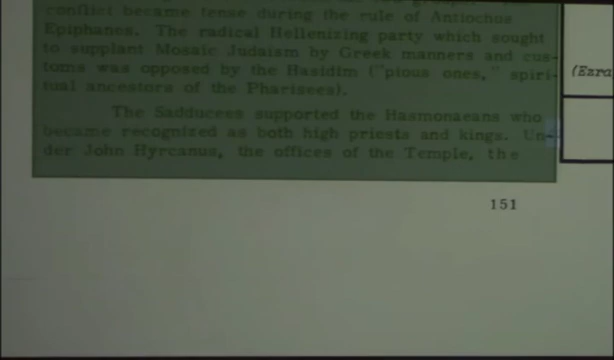 conflict became tense during the rule of Antiochus
Epiphanes. The radical Hellenizing party which sought
to supplant Mosaic Judaism by Greek manners and cus-
toms was opposed by the Hasidim ("pious ones," spiri-
tual ancestors of the Pharisees).
The Sadducees supported the Hasmonaeans who
became recognized as both high priests and kings. Un-
der John Hyrcanus, the offices of the Temple, the
(Ezra
151